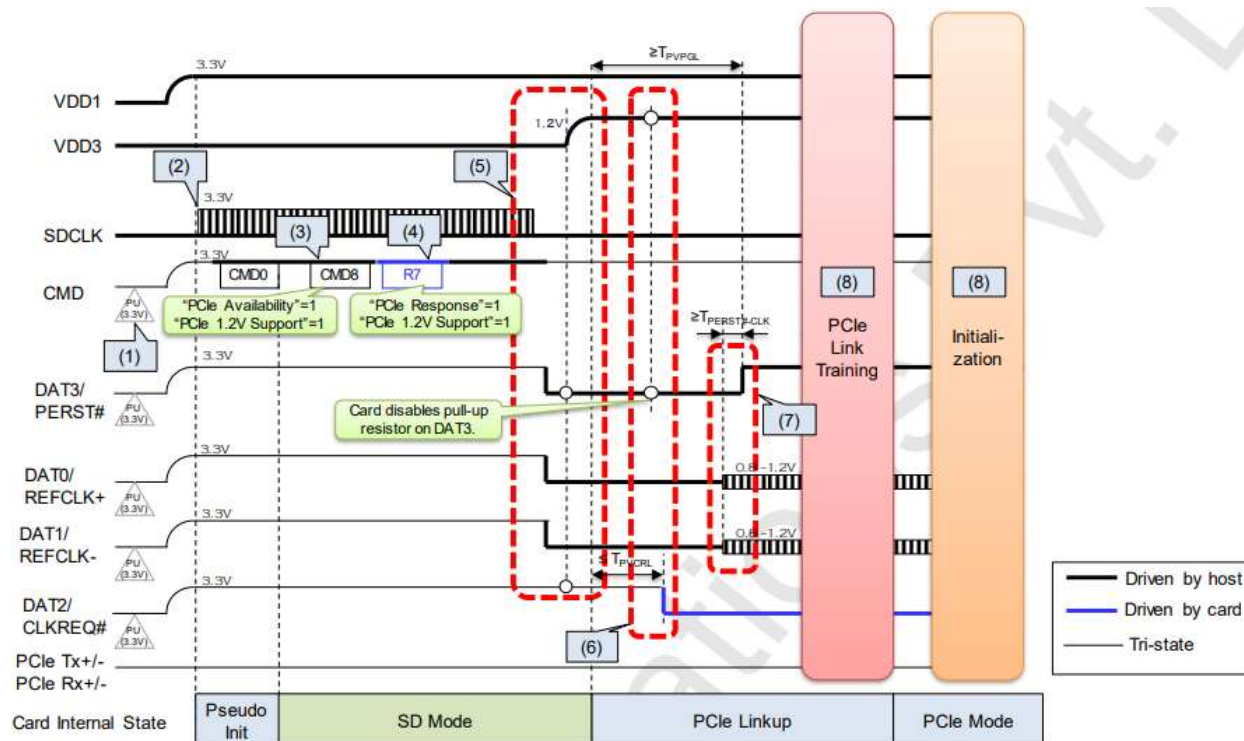 ≥TPVPGL
3.3V
VDD1
1.2V
VDD3
(2)
(5)
3.3V
(3)
(4)
SDCLK
3.3V
CMD0
CMD8
R7
CMD
PU
(3.3V)
"PCIe Availability"=1
"PCIe 1.2V Support"=1
"PCIe Response"=1
"PCIe 1.2V Support"=1
(1)
≥TPERST#-CLK
(8)
PCIe
Link
Training
(8)
Initiali-
zation
3.3V
DAT3/
PERST#
PU
(3.3V)
Card disables pull-up
resistor on DAT3.
(7)
3.3V
DAT0/
REFCLK+
PU
(3.3V)
0.8-1.2V
3.3V
DAT1/
REFCLK-
PU
(3.3V)
0.8-1.2V
≤ TPVCRL
3.3V
DAT2/
CLKREQ#
PU
(3.3V)
(6)
PCIe Tx+/-
PCIe Rx+/-
Driven by host
Driven by card
Tri-state
Card Internal State
Pseudo
Init
SD Mode
PCIe Linkup
PCIe Mode
vt.